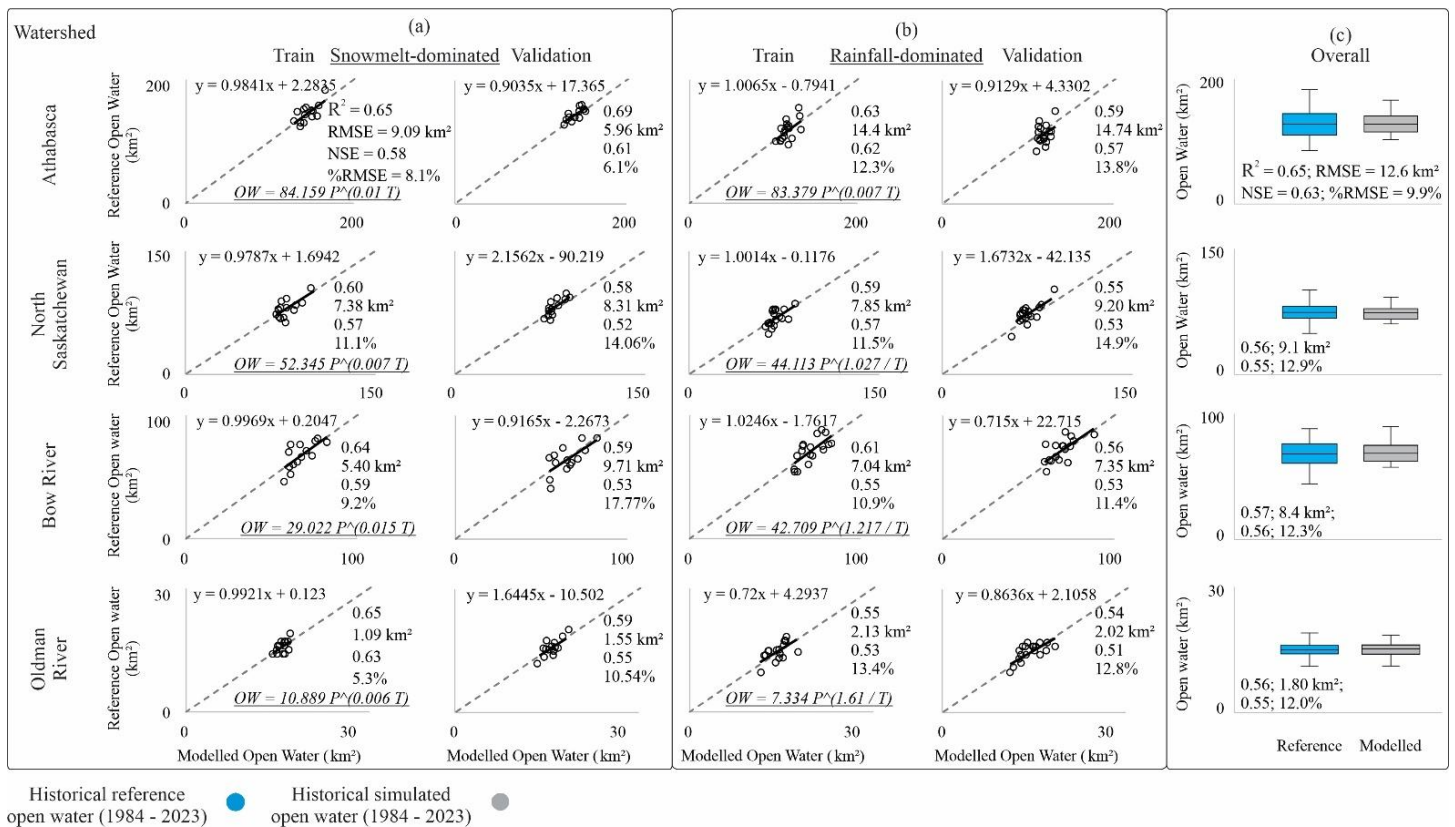 Watershed
(a)
Train Snowmelt-dominated Validation
(b)
Train Rainfall-dominated Validation
(c)
Overall
Athabasca
Reference Open Water
(km²)
200
0
y = 0.9841x + 2.2835
R² = 0.65
RMSE = 9.09 km²
NSE = 0.58
%RMSE = 8.1%
OW = 84.159 P^(0.01 T)
0
200
y = 0.9035x + 17.365
0.69
5.96 km²
0.61
6.1%
0
200
y = 1.0065x - 0.7941
0.63
14.4 km²
0.62
12.3%
OW = 83.379 P^(0.007 T)
0
200
y = 0.9129x + 4.3302
0.59
14.74 km²
0.57
13.8%
0
200
Open Water (km²)
200
0
R² = 0.65; RMSE = 12.6 km²
NSE = 0.63; %RMSE = 9.9%
North
Saskatchewan
Reference Open Water
(km²)
150
0
y = 0.9787x + 1.6942
0.60
7.38 km²
0.57
11.1%
OW = 52.345 P^(0.007 T)
0
150
y = 2.1562x - 90.219
0.58
8.31 km²
0.52
14.06%
0
150
y = 1.0014x - 0.1176
0.59
7.85 km²
0.57
11.5%
OW = 44.113 P^(1.027 / T)
0
150
y = 1.6732x - 42.135
0.55
9.20 km²
0.53
14.9%
0
150
Open Water (km²)
150
0
0.56; 9.1 km²
0.55; 12.9%
Bow River
Reference Open water
(km²)
100
0
y = 0.9969x + 0.2047
0.64
5.40 km²
0.59
9.2%
OW = 29.022 P^(0.015 T)
0
100
y = 0.9165x - 2.2673
0.59
9.71 km²
0.53
17.77%
0
100
y = 1.0246x - 1.7617
0.61
7.04 km²
0.55
10.9%
OW = 42.709 P^(1.217 / T)
0
100
y = 0.715x + 22.715
0.56
7.35 km²
0.53
11.4%
0
100
Open water (km²)
100
0
0.57; 8.4 km²;
0.56; 12.3%
Oldman
River
Reference Open water
(km²)
30
0
y = 0.9921x + 0.123
0.65
1.09 km²
0.63
5.3%
OW = 10.889 P^(0.006 T)
0
30
y = 1.6445x - 10.502
0.59
1.55 km²
0.55
10.54%
0
30
y = 0.72x + 4.2937
0.55
2.13 km²
0.53
13.4%
OW = 7.334 P^(1.61 / T)
0
30
y = 0.8636x + 2.1058
0.54
2.02 km²
0.51
12.8%
0
30
Open water (km²)
30
0
0.56; 1.80 km²;
0.55; 12.0%
Modelled Open Water (km²)
Modelled Open Water (km²)
Modelled Open Water (km²)
Modelled Open Water (km²)
Reference
Modelled
Historical reference
open water (1984 - 2023)
Historical simulated
open water (1984 - 2023)